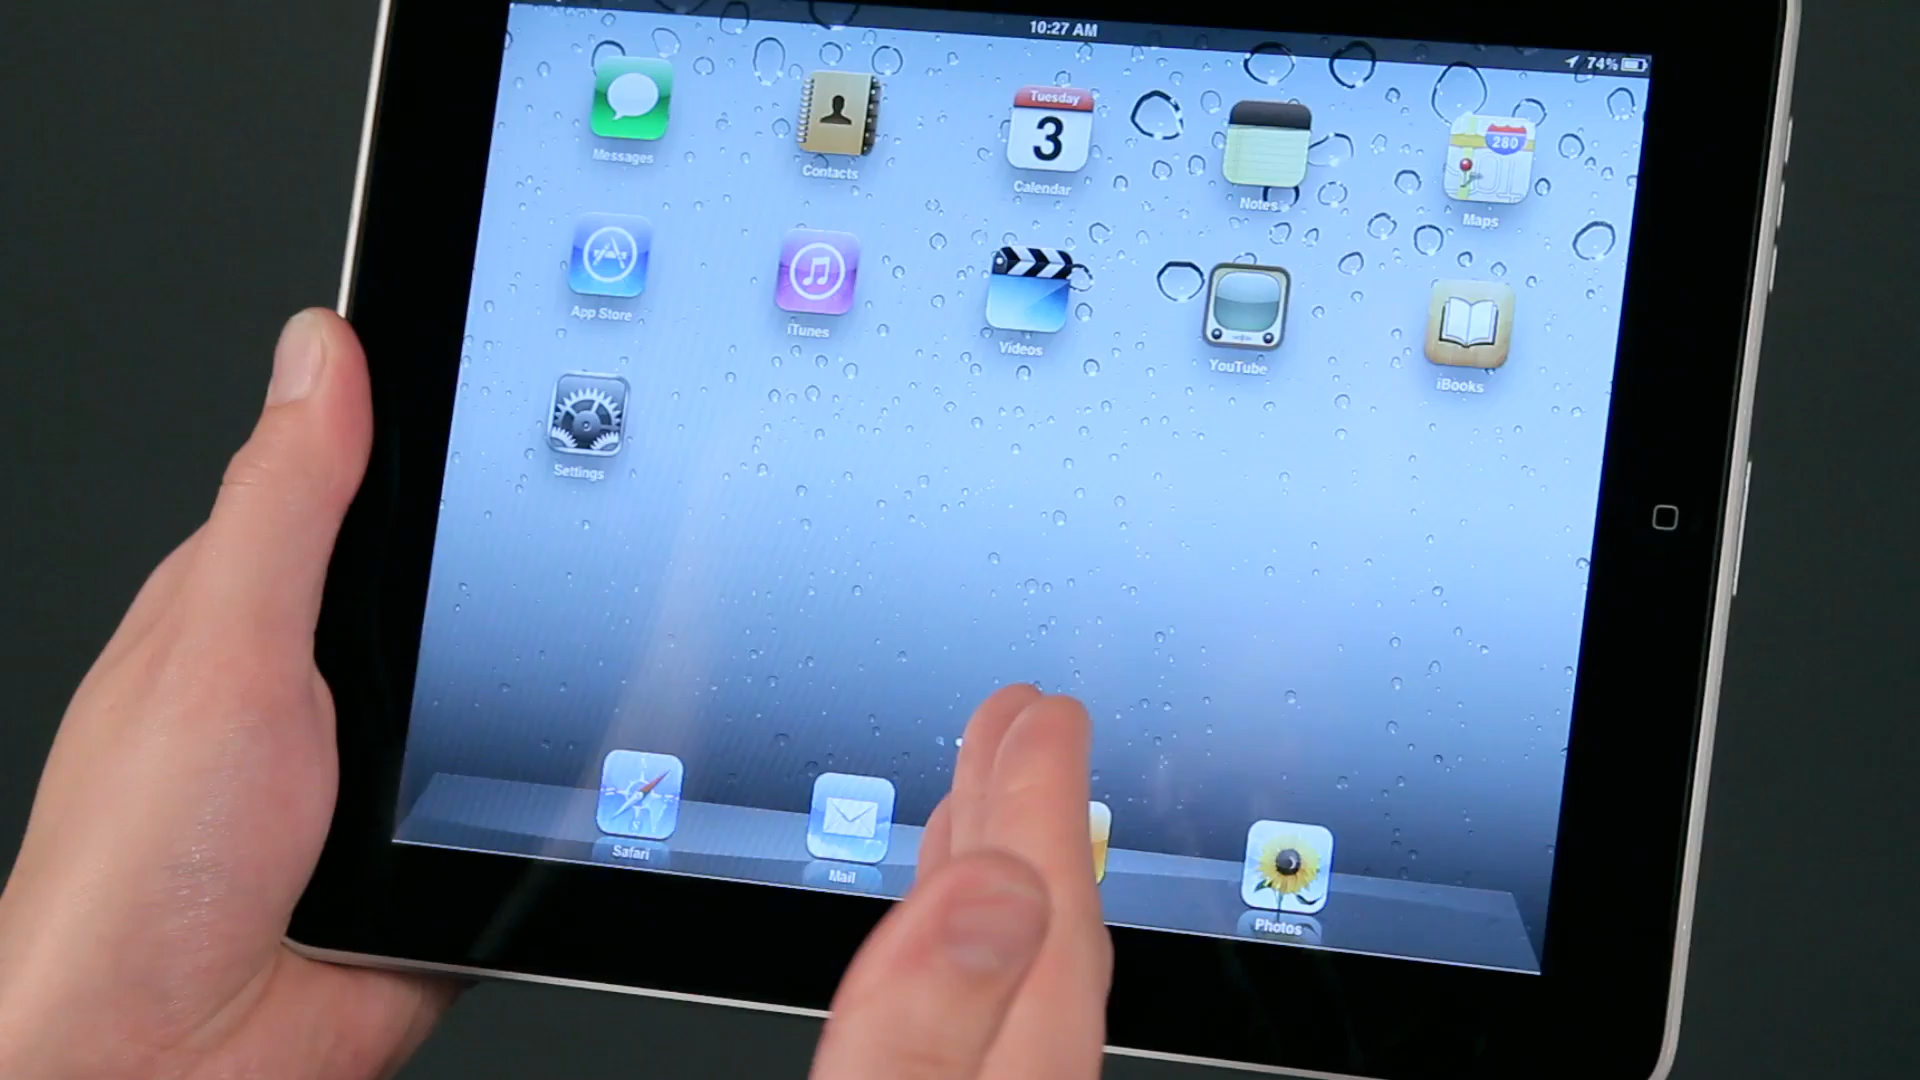 10:27 AM
74%
Messages
Contacts
Tuesday
3
Calendar
Notes
280
Maps
App Store
iTunes
Videos
YouTube
iBooks
Settings
Safari
Mail
Photos